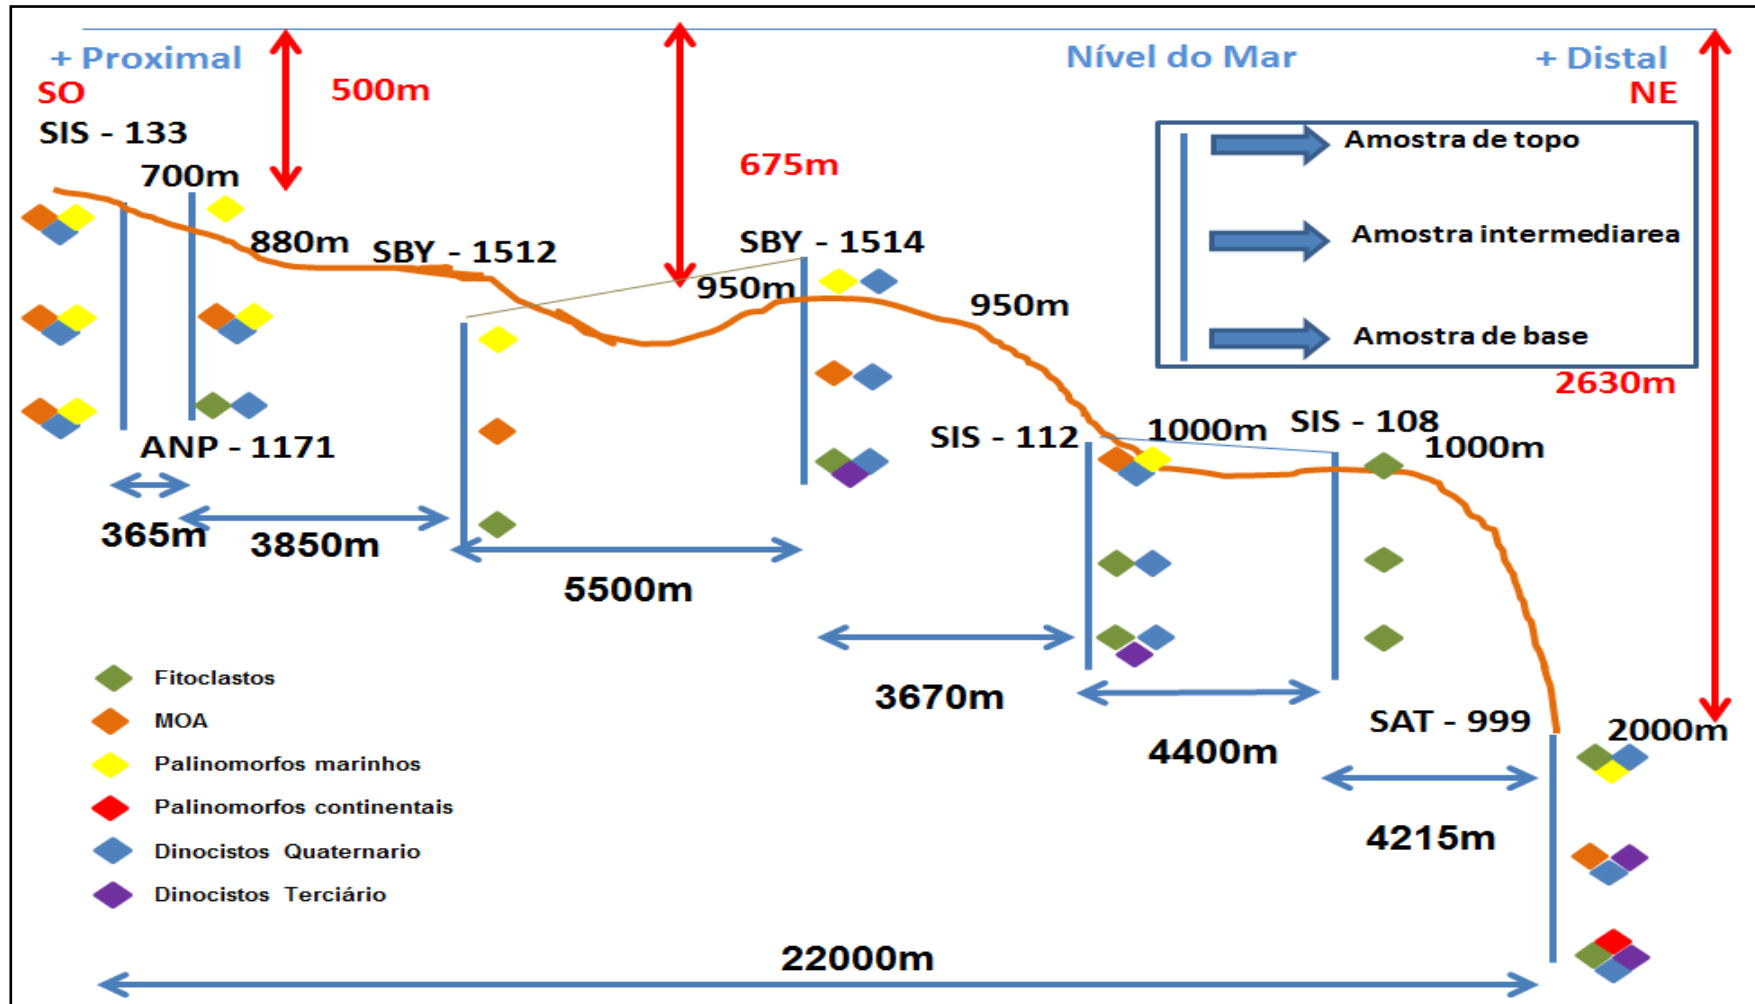 + Proximal
Nível do Mar
+ Distal
SO
500m
NE
SIS - 133
Amostra de topo
700m
675m
Amostra intermediarea
880m
SBY - 1512
SBY - 1514
950m
950m
Amostra de base
2630m
SIS - 112
1000m
SIS - 108
1000m
ANP - 1171
365m
3850m
5500m
Fitoclastos
3670m
MOA
SAT - 999
2000m
4400m
Palinomorfos marinhos
Palinomorfos continentais
4215m
Dinocistos Quaternario
Dinocistos Terciário
22000m